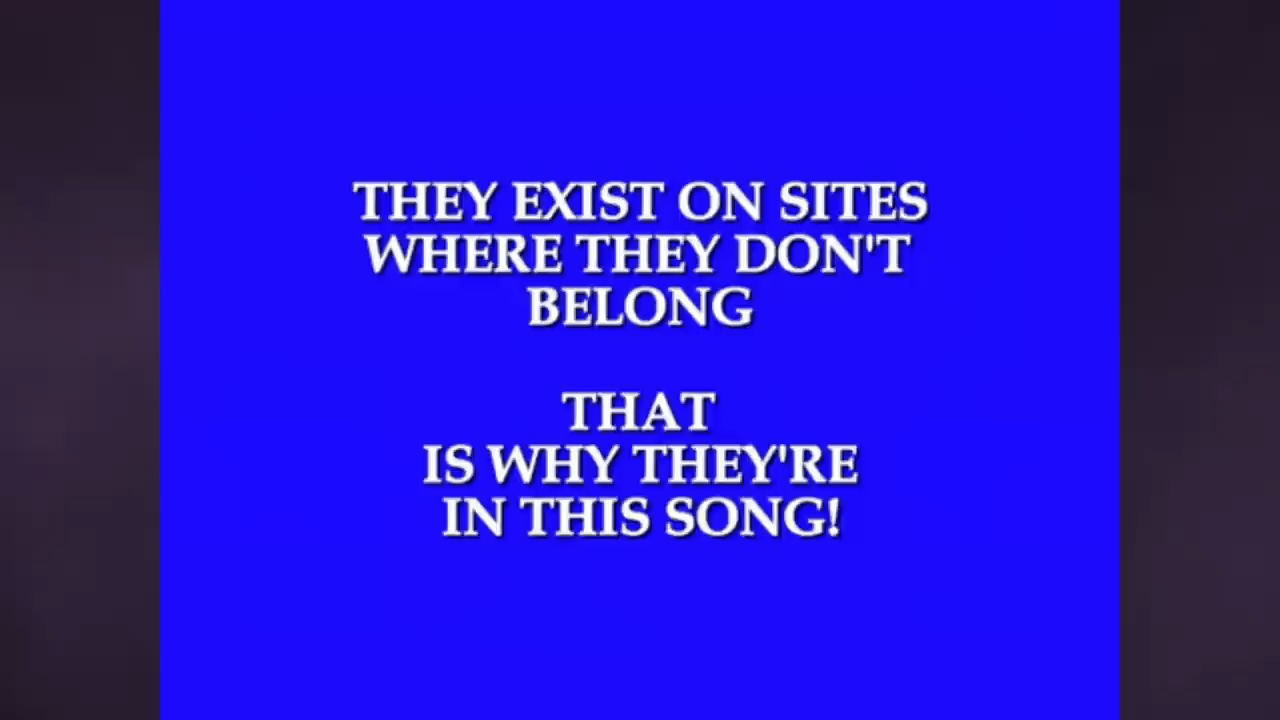 THEY EXIST ON SITES
WHERE THEY DON'T
BELONG
THAT
IS WHY THEY'RE
IN THIS SONG!